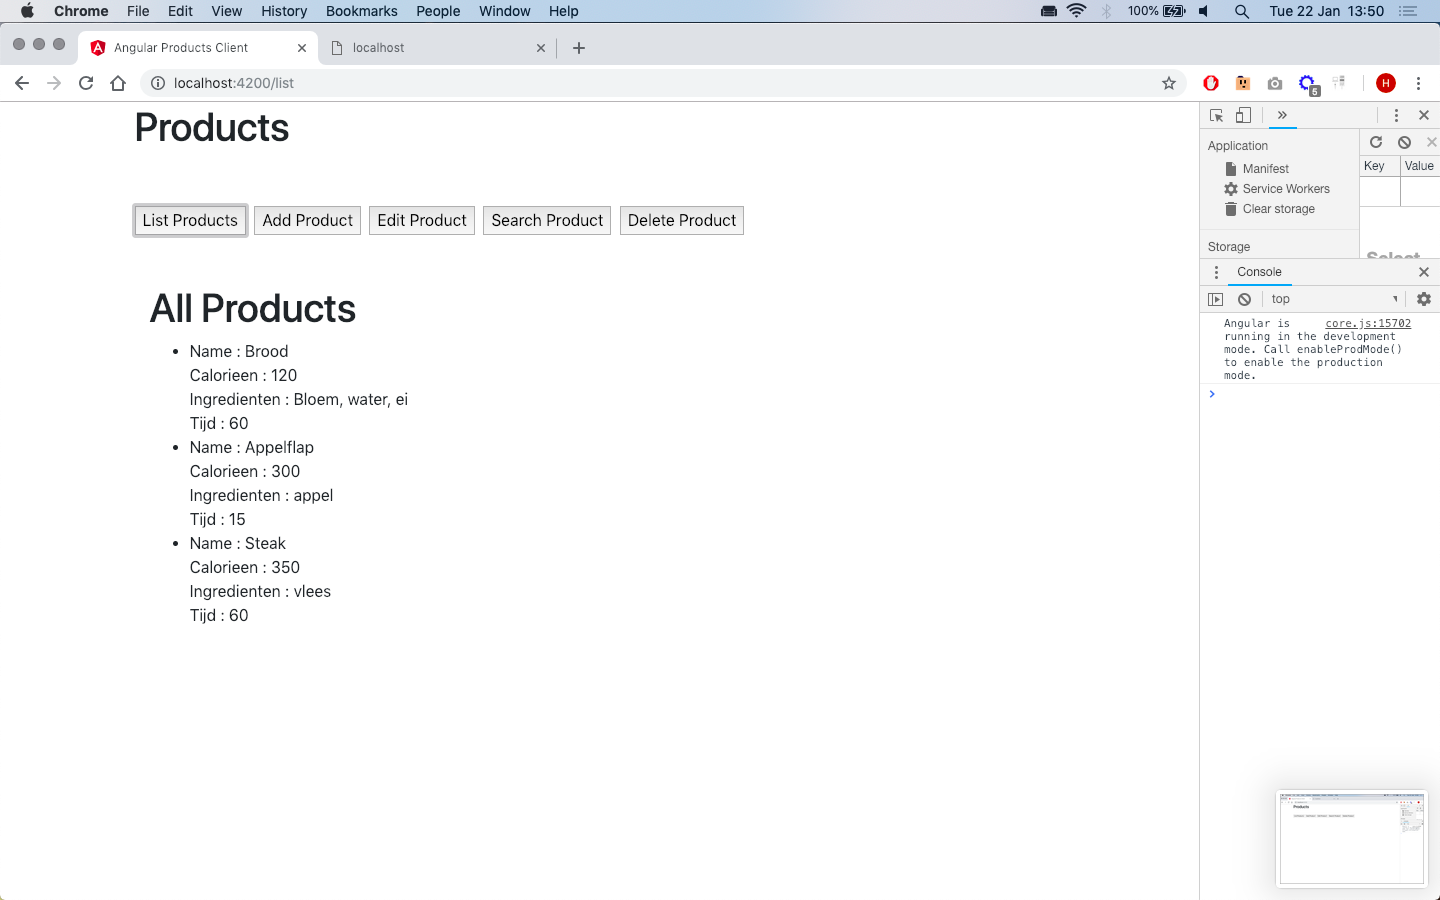 Chrome File Edit View History Bookmarks People Window Help 100% Tue 22 Jan 13:50
Angular Products Client
localhost
localhost:4200/list
5
H
Products
List Products
Add Product
Edit Product
Search Product
Delete Product
All Products
Name : Brood
Calorieen : 120
Ingredienten : Bloem, water, ei
Tijd : 60
Name : Appelflap
Calorieen : 300
Ingredienten : appel
Tijd : 15
Name : Steak
Calorieen : 350
Ingredienten : vlees
Tijd : 60
Application
Manifest
Service Workers
Clear storage
Storage
Key Value
Select
Console
top
Angular is core.js:15702
running in the development
mode. Call enableProdMode()
to enable the production
mode.
Products